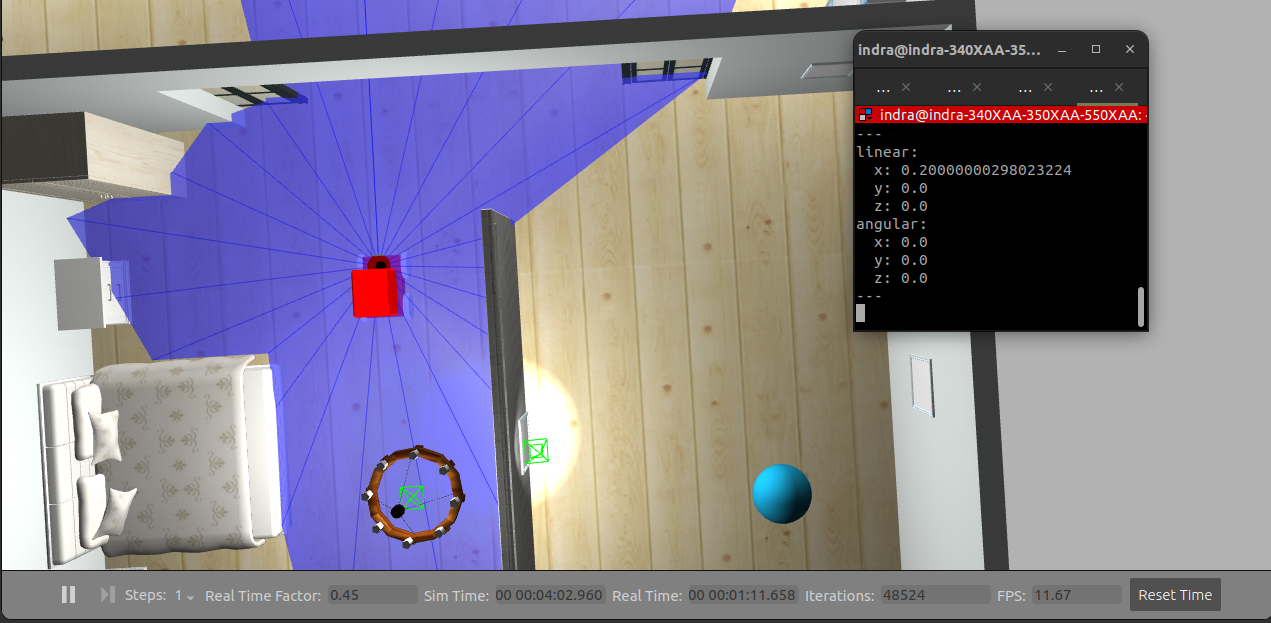 indra@indra-340XAA-35...
... ... ... ...
indra@indra-340XAA-350XAA-550XAA:
---
linear:
x: 0.20000000298023224
y: 0.0
z: 0.0
angular:
x: 0.0
y: 0.0
z: 0.0
---
Steps: 1 Real Time Factor: 0.45 Sim Time: 00 00:04:02.960 Real Time: 00 00:01:11.658 Iterations: 48524 FPS: 11.67 Reset Time